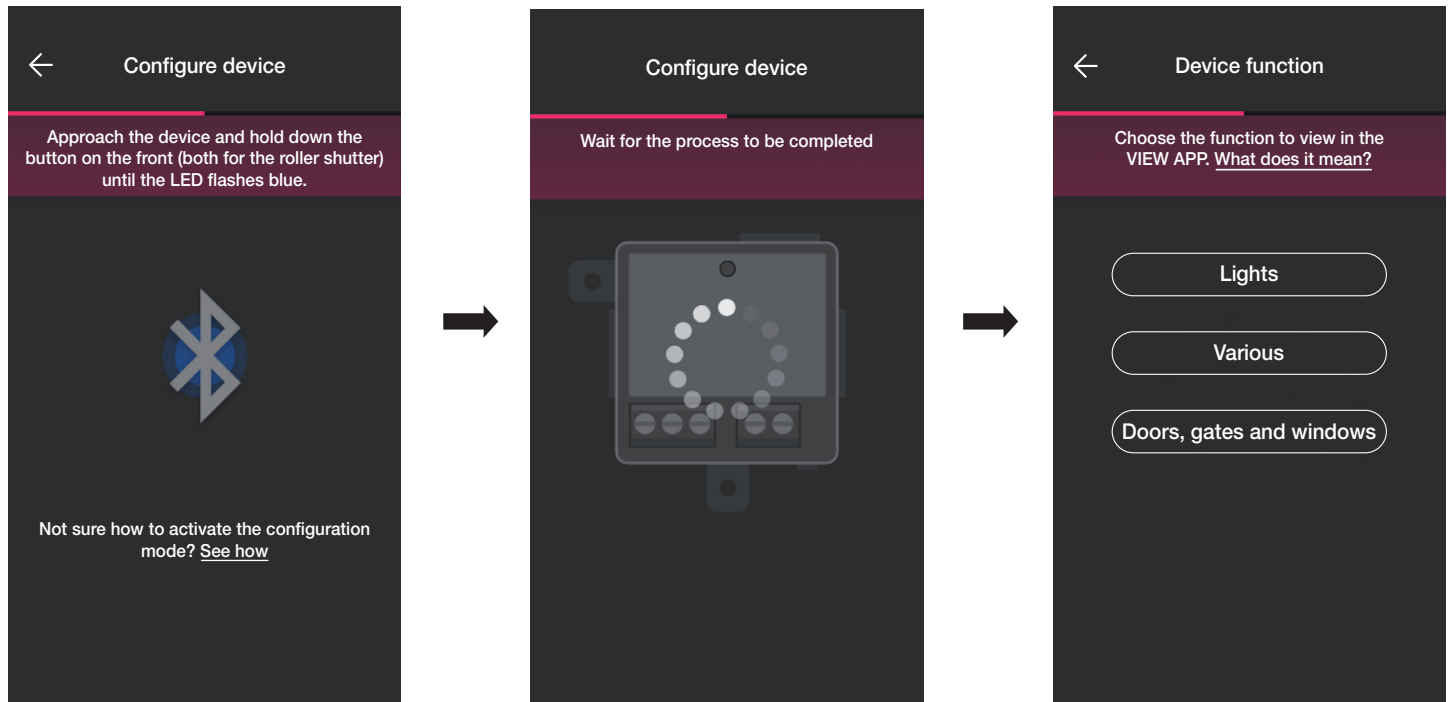 Configure device
Approach the device and hold down the
button on the front (both for the roller shutter)
until the LED flashes blue.
Not sure how to activate the configuration
mode? See how
Configure device
Wait for the process to be completed
Device function
Choose the function to view in the
VIEW APP. What does it mean?
Lights
Various
Doors, gates and windows